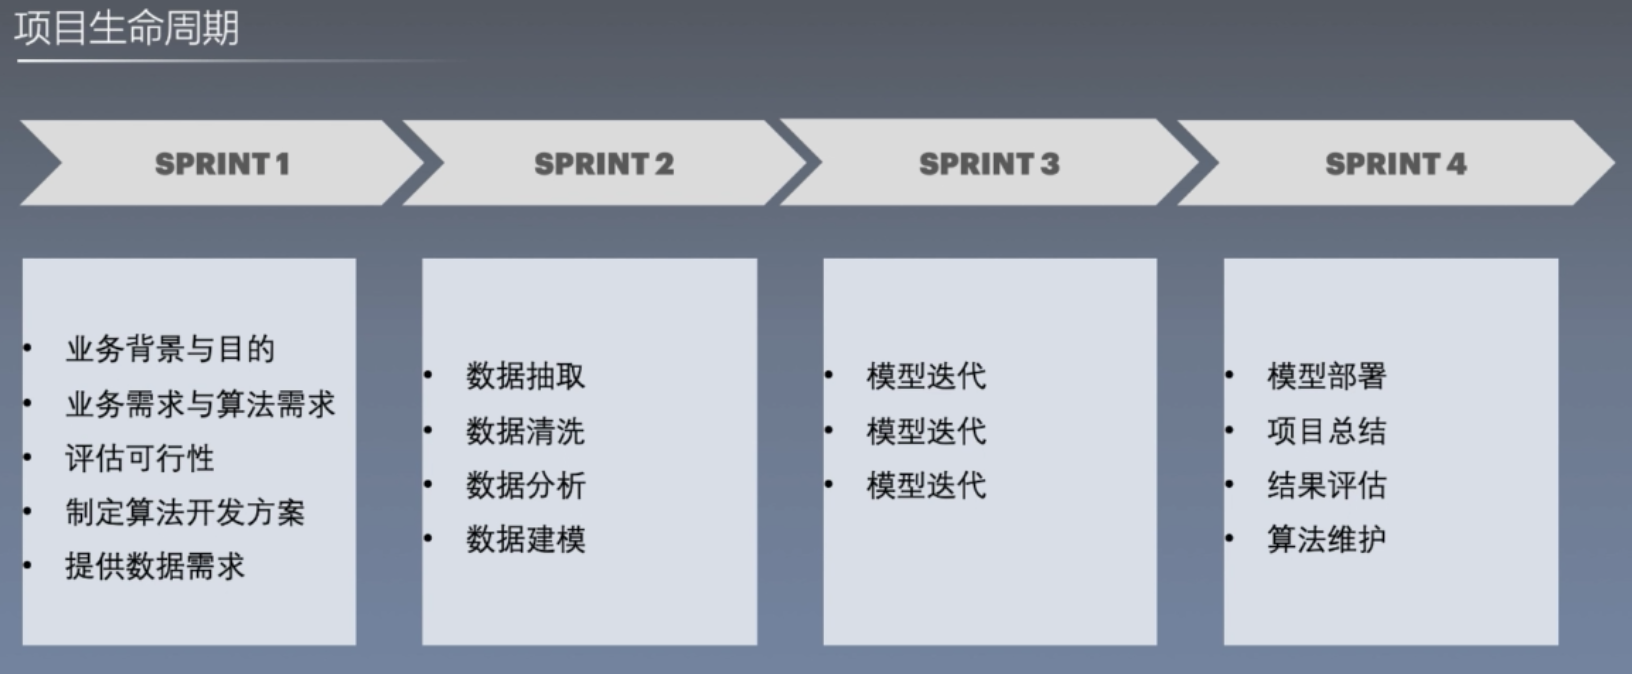 项目生命周期
SPRINT 1
SPRINT 2
SPRINT 3
SPRINT 4
• 业务背景与目的
• 业务需求与算法需求
• 评估可行性
• 制定算法开发方案
• 提供数据需求
• 数据抽取
• 数据清洗
• 数据分析
• 数据建模
• 模型迭代
• 模型迭代
• 模型迭代
• 模型部署
• 项目总结
• 结果评估
• 算法维护